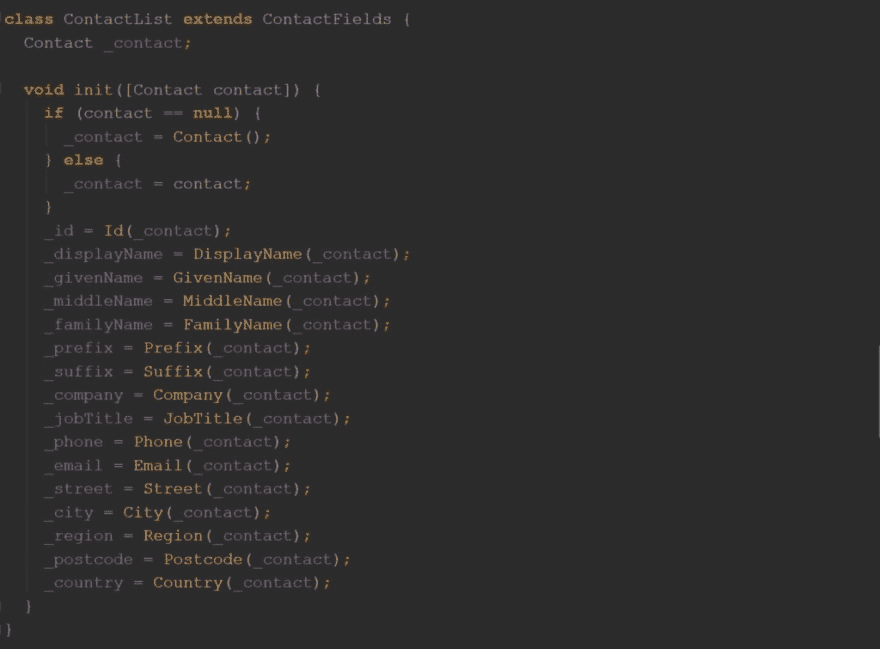 class ContactList extends ContactFields {
  Contact _contact;

  void init([Contact contact]) {
    if (contact == null) {
      _contact = Contact();
    } else {
      _contact = contact;
    }
    _id = Id(_contact);
    _displayName = DisplayName(_contact);
    _givenName = GivenName(_contact);
    _middleName = MiddleName(_contact);
    _familyName = FamilyName(_contact);
    _prefix = Prefix(_contact);
    _suffix = Suffix(_contact);
    _company = Company(_contact);
    _jobTitle = JobTitle(_contact);
    _phone = Phone(_contact);
    _email = Email(_contact);
    _street = Street(_contact);
    _city = City(_contact);
    _region = Region(_contact);
    _postcode = Postcode(_contact);
    _country = Country(_contact);
  }
}